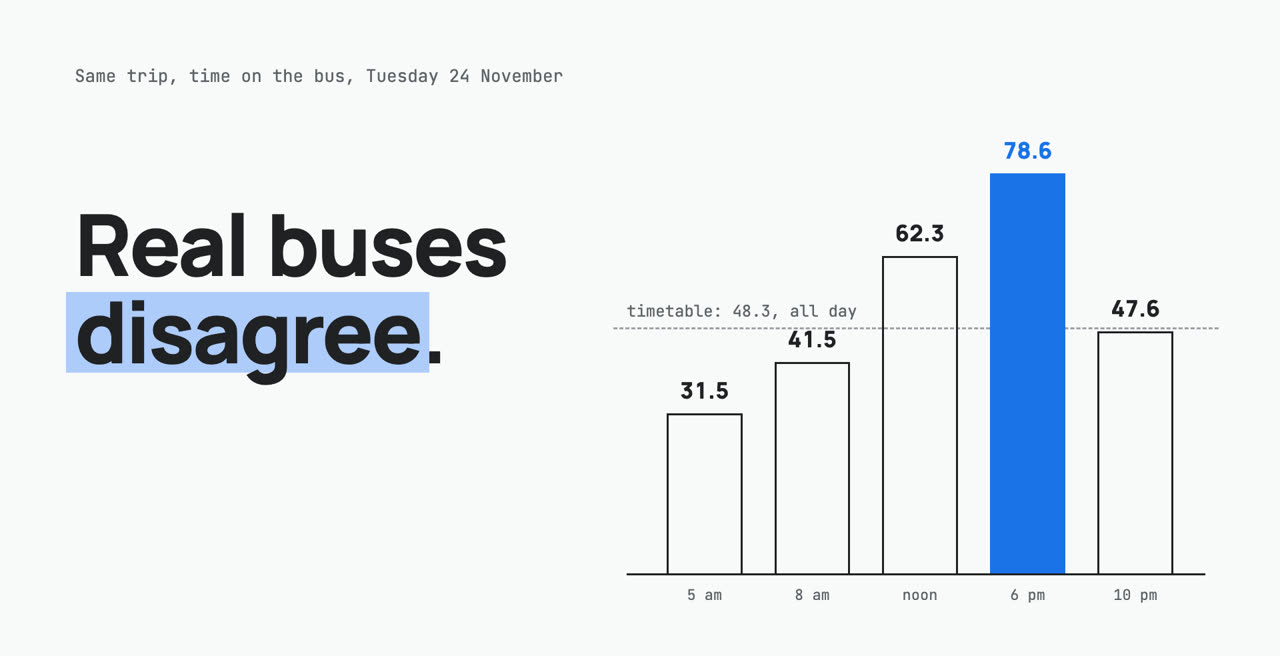 Same trip, time on the bus, Tuesday 24 November
Real buses
disagree.
78.6
62.3
timetable: 48.3, all day
47.6
41.5
31.5
5 am
8 am
noon
6 pm
10 pm